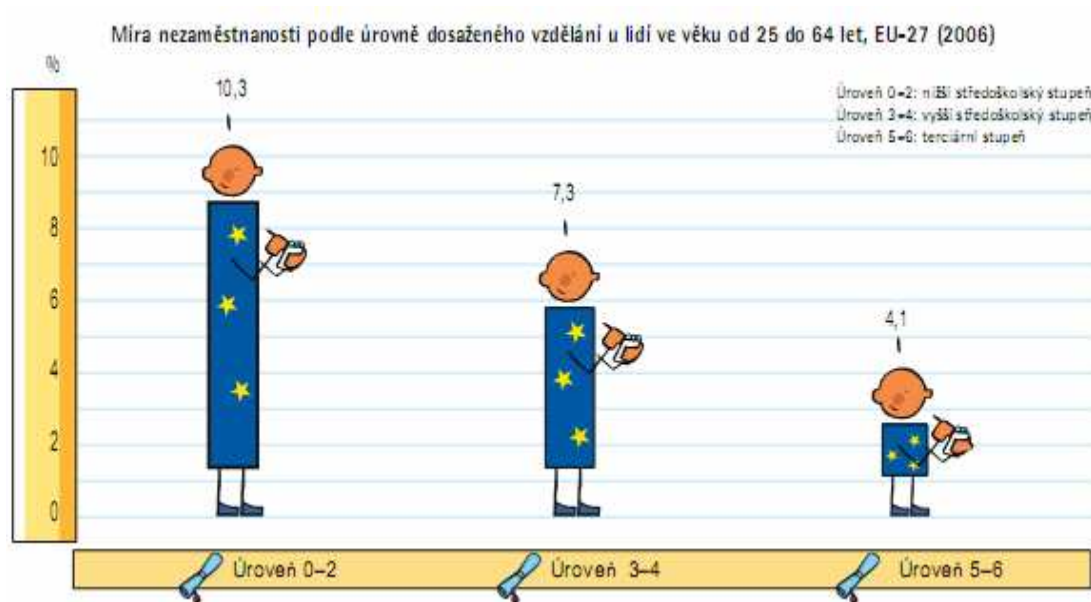 Míra nezaměstnanosti podle úrovně dosaženého vzdělání u lidí ve věku od 25 do 64 let, EU-27 (2006)
%
10,3
Úroveň 0–2: nižší středoškolský stupeň
Úroveň 3–4: vyšší středoškolský stupeň
Úroveň 5–6: terciární stupeň
10
7,3
8
6
4,1
4
2
0
Úroveň 0–2
Úroveň 3–4
Úroveň 5–6